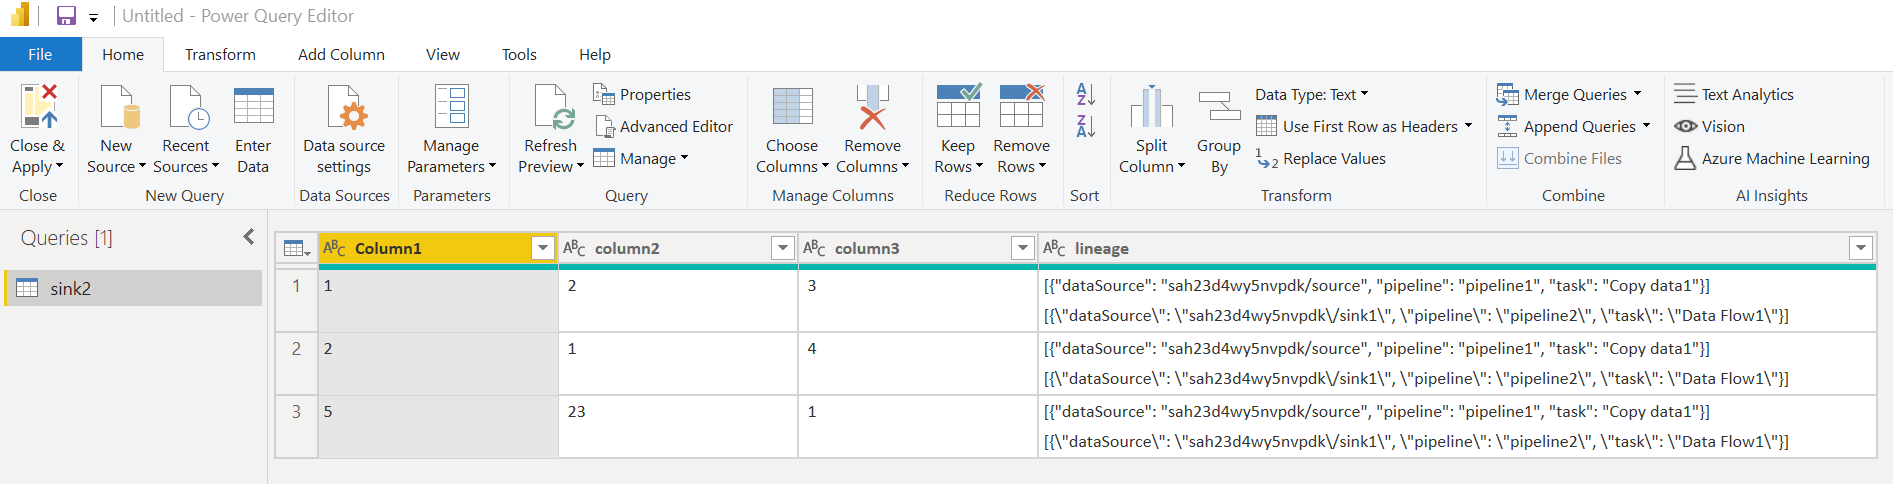 Untitled - Power Query Editor
File Home Transform Add Column View Tools Help
Close & Apply
New Source
Recent Sources
Enter Data
Data source settings
Manage Parameters
Refresh Preview
Properties
Advanced Editor
Manage
Choose Columns
Remove Columns
Keep Rows
Remove Rows
A Z
Z A
Split Column
Group By
Data Type: Text
Use First Row as Headers
1 2 Replace Values
Merge Queries
Append Queries
Combine Files
Text Analytics
Vision
Azure Machine Learning
Close New Query Data Sources Parameters Query Manage Columns Reduce Rows Sort Transform Combine AI Insights
Queries [1]
sink2
ABC Column1 ABC column2 ABC column3 ABC lineage
1 1 2 3 [{"dataSource": "sah23d4wy5nvpdk/source", "pipeline": "pipeline1", "task": "Copy data1"}]
[{\"dataSource\": \"sah23d4wy5nvpdk\/sink1\", \"pipeline\": \"pipeline2\", \"task\": \"Data Flow1\"}]
2 2 1 4 [{"dataSource": "sah23d4wy5nvpdk/source", "pipeline": "pipeline1", "task": "Copy data1"}]
[{\"dataSource\": \"sah23d4wy5nvpdk\/sink1\", \"pipeline\": \"pipeline2\", \"task\": \"Data Flow1\"}]
3 5 23 1 [{"dataSource": "sah23d4wy5nvpdk/source", "pipeline": "pipeline1", "task": "Copy data1"}]
[{\"dataSource\": \"sah23d4wy5nvpdk\/sink1\", \"pipeline\": \"pipeline2\", \"task\": \"Data Flow1\"}]